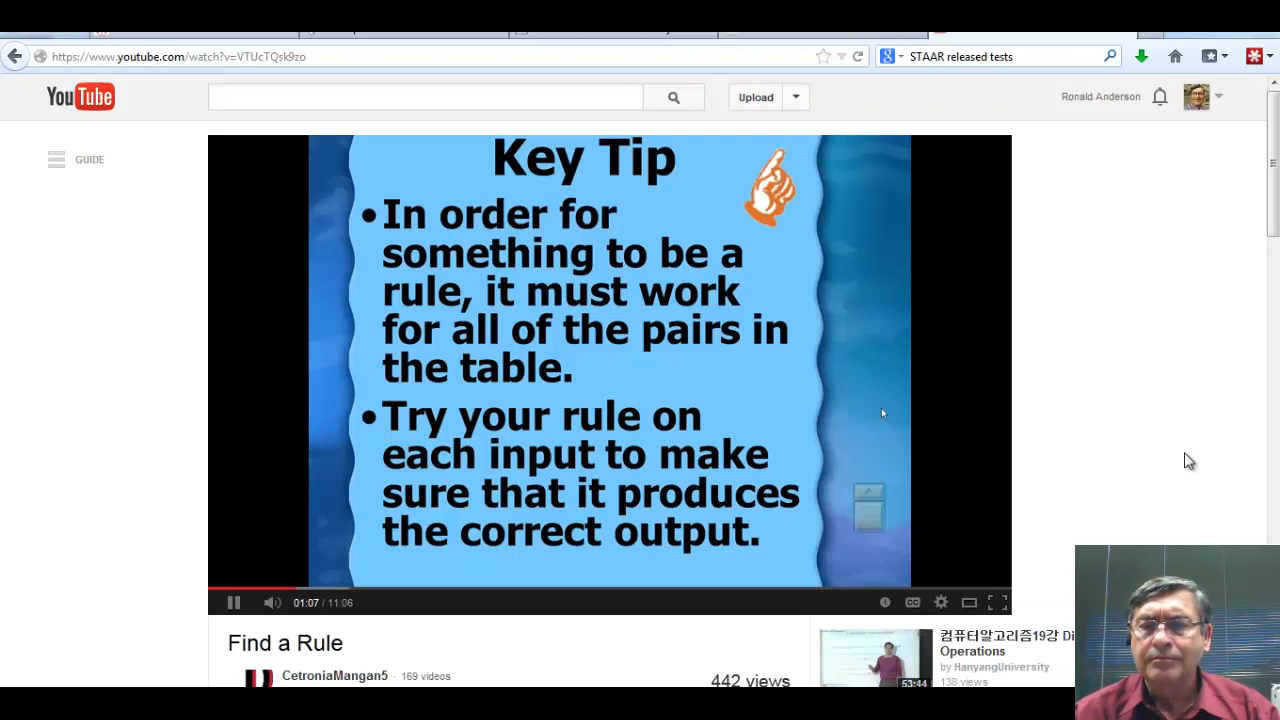 https://www.youtube.com/watch?v=VTUcTQsk9zo
STAAR released tests
YouTube
Upload
Ronald Anderson
GUIDE
Key Tip
•In order for
something to be a
rule, it must work
for all of the pairs in
the table.
•Try your rule on
each input to make
sure that it produces
the correct output.
01:07 / 11:06
CC
Find a Rule
CetroniaMangan5 · 169 videos
442 views
컴퓨터알고리즘19강 Di
Operations
by HanyangUniversity
138 views
53:44